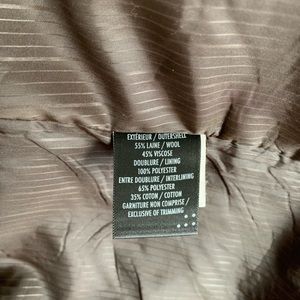 EXTÉRIEUR / OUTERSHELL
55% LAINE / WOOL
45% VISCOSE
DOUBLURE / LINING
100% POLYESTER
ENTRE DOUBLURE / INTERLINING
65% POLYESTER
35% COTON / COTTON
GARNITURE NON COMPRISE /
EXCLUSIVE OF TRIMMING